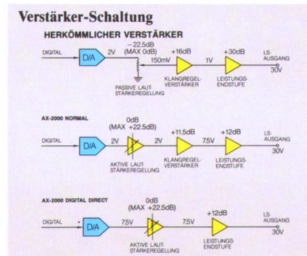 Verstärker-Schaltung
HERKÖMMLICHER VERSTÄRKER
– 22.5dB
(MAX 0dB) +16dB +30dB
DIGITAL D/A 2V 150mV 1V LS-AUSGANG
30V
PASSIVE LAUT-
STÄRKEREGELUNG
KLANGREGEL-
VERSTÄRKER
LEISTUNGS-
ENDSTUFE
AX-2000 NORMAL
0dB
(MAX +22.5dB) +11.5dB +12dB
DIGITAL D/A 2V 2V 7.5V LS-AUSGANG
30V
AKTIVE LAUT-
STÄRKEREGELUNG
KLANGREGEL-
VERSTÄRKER
LEISTUNGS-
ENDSTUFE
AX-2000 DIGITAL DIRECT
0dB
(MAX +22.5dB) +12dB
DIGITAL D/A 7.5V 7.5V LS-AUSGANG
30V
AKTIVE LAUT-
STÄRKEREGELUNG
LEISTUNGS-
ENDSTUFE